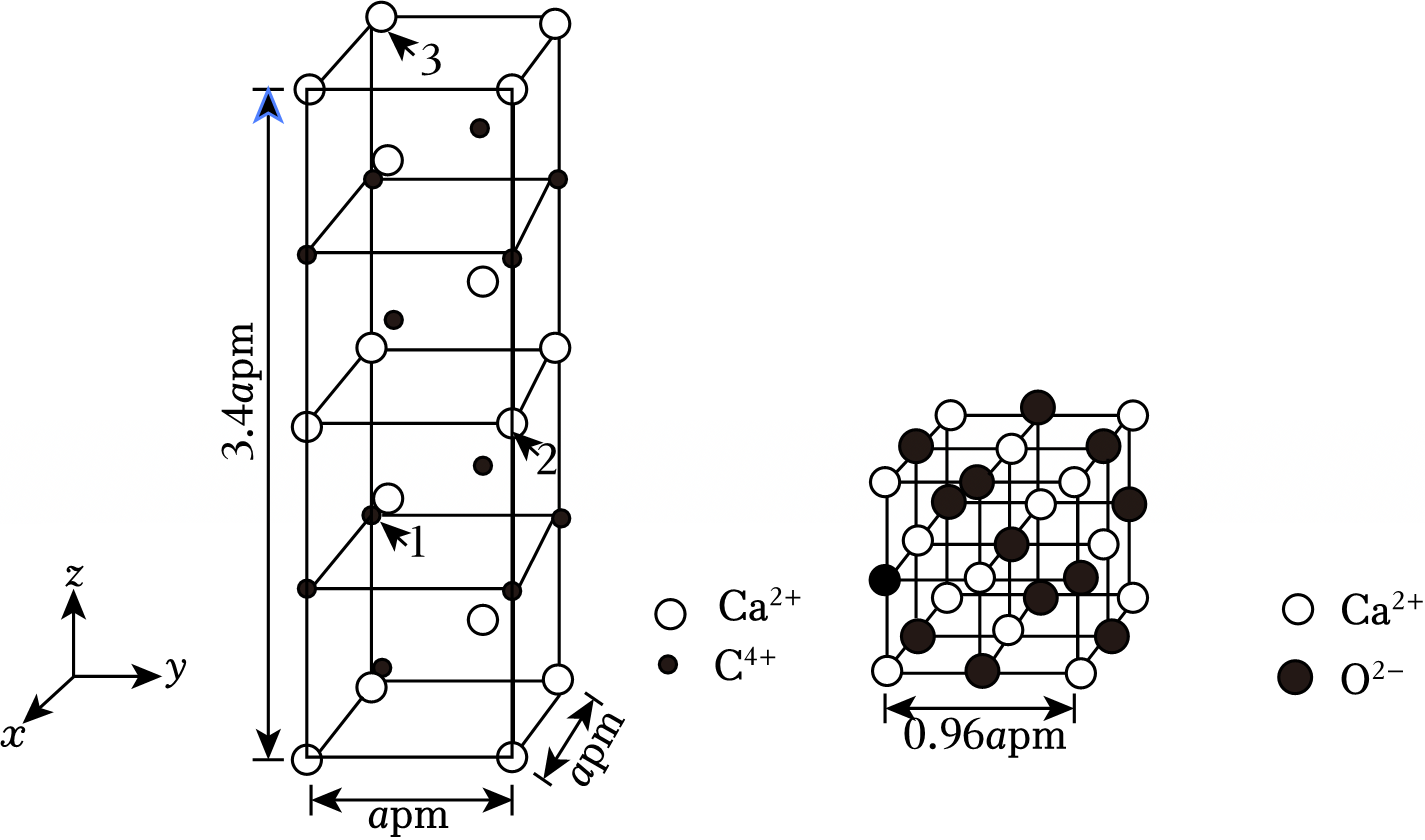 3
3.4apm
2
1
z
y
x
apm
apm
Ca²⁺
C⁴⁺
0.96apm
Ca²⁺
O²⁻